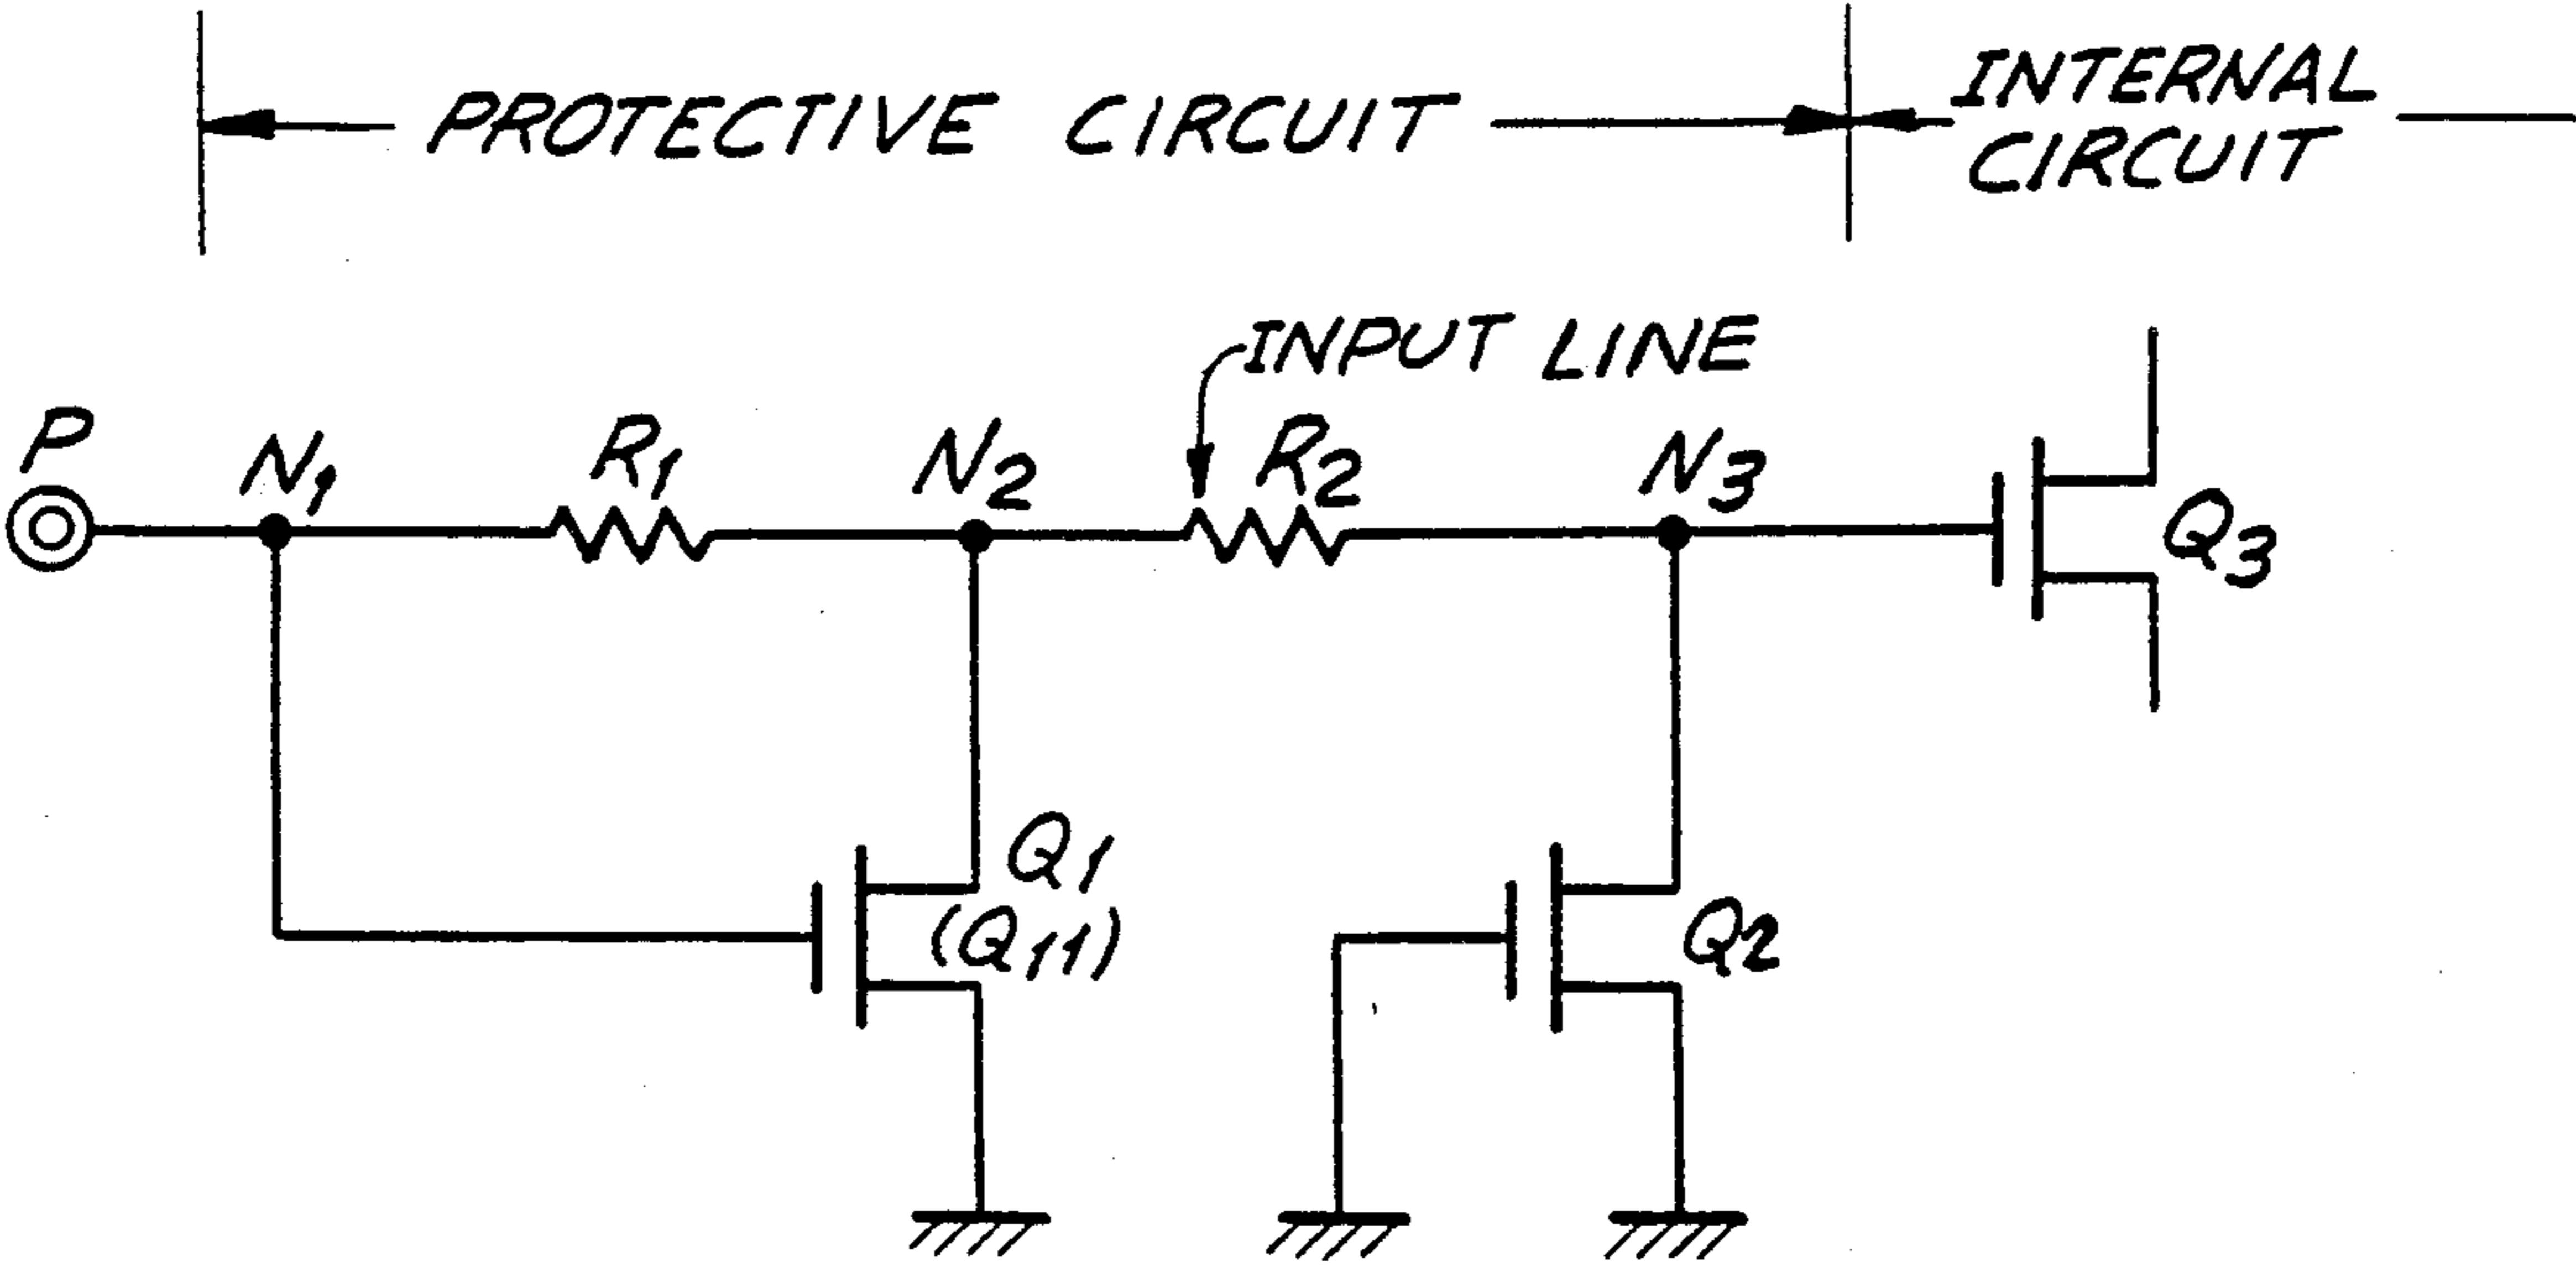 PROTECTIVE CIRCUIT
INTERNAL
CIRCUIT
INPUT LINE
P
N1
R1
N2
R2
N3
Q3
Q1
(Q11)
Q2